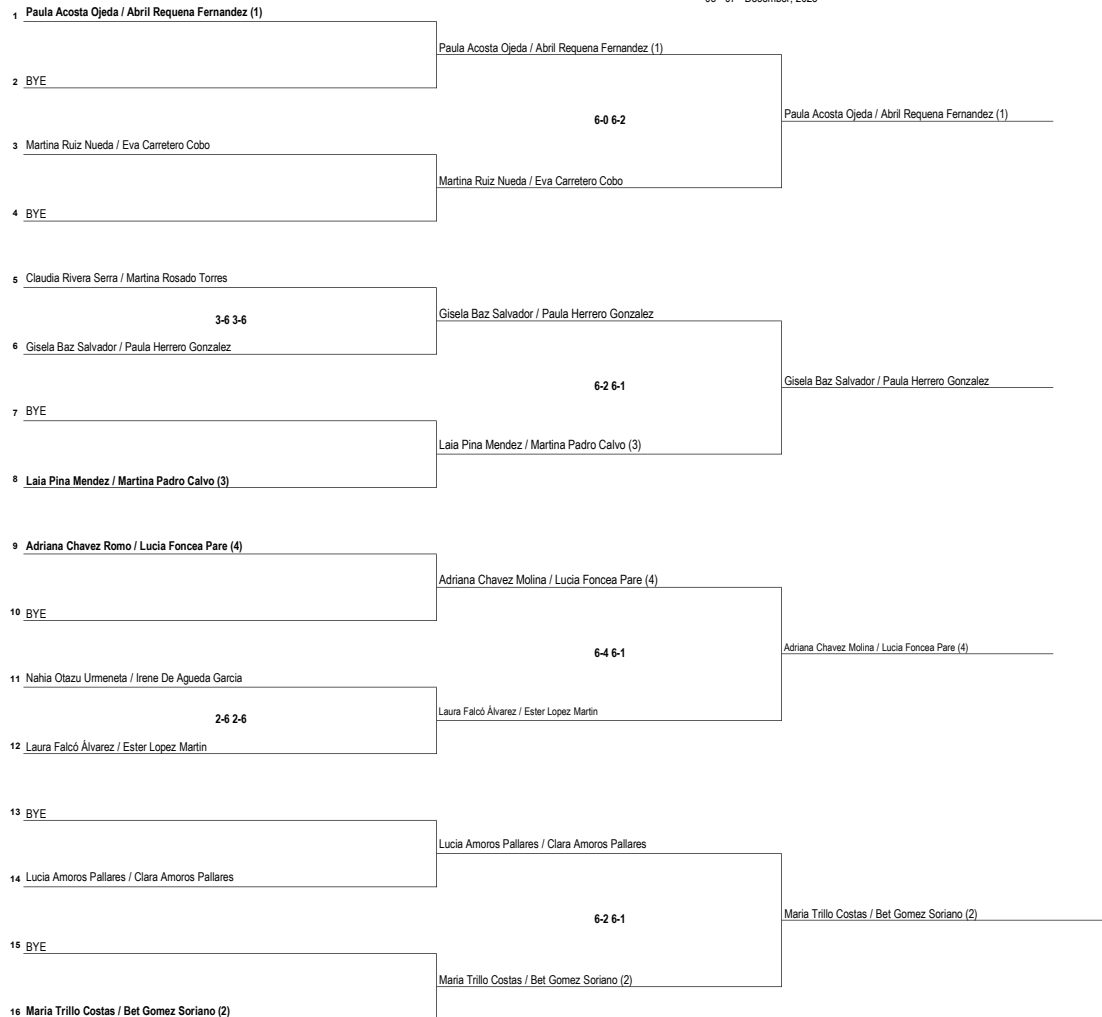 1 Paula Acosta Ojeda / Abril Requena Fernandez (1)
Paula Acosta Ojeda / Abril Requena Fernandez (1)
2 BYE
6-0 6-2
Paula Acosta Ojeda / Abril Requena Fernandez (1)
3 Martina Ruiz Nueda / Eva Carretero Cobo
Martina Ruiz Nueda / Eva Carretero Cobo
4 BYE
5 Claudia Rivera Serra / Martina Rosado Torres
3-6 3-6
Gisela Baz Salvador / Paula Herrero Gonzalez
6 Gisela Baz Salvador / Paula Herrero Gonzalez
6-2 6-1
Gisela Baz Salvador / Paula Herrero Gonzalez
7 BYE
Laia Pina Mendez / Martina Padro Calvo (3)
8 Laia Pina Mendez / Martina Padro Calvo (3)
9 Adriana Chavez Romo / Lucia Foncea Pare (4)
Adriana Chavez Molina / Lucia Foncea Pare (4)
10 BYE
6-4 6-1
Adriana Chavez Molina / Lucia Foncea Pare (4)
11 Nahia Otazu Urmeneta / Irene De Agueda Garcia
2-6 2-6
Laura Falcó Álvarez / Ester Lopez Martin
12 Laura Falcó Álvarez / Ester Lopez Martin
13 BYE
Lucia Amoros Pallares / Clara Amoros Pallares
14 Lucia Amoros Pallares / Clara Amoros Pallares
6-2 6-1
Maria Trillo Costas / Bet Gomez Soriano (2)
15 BYE
Maria Trillo Costas / Bet Gomez Soriano (2)
16 Maria Trillo Costas / Bet Gomez Soriano (2)